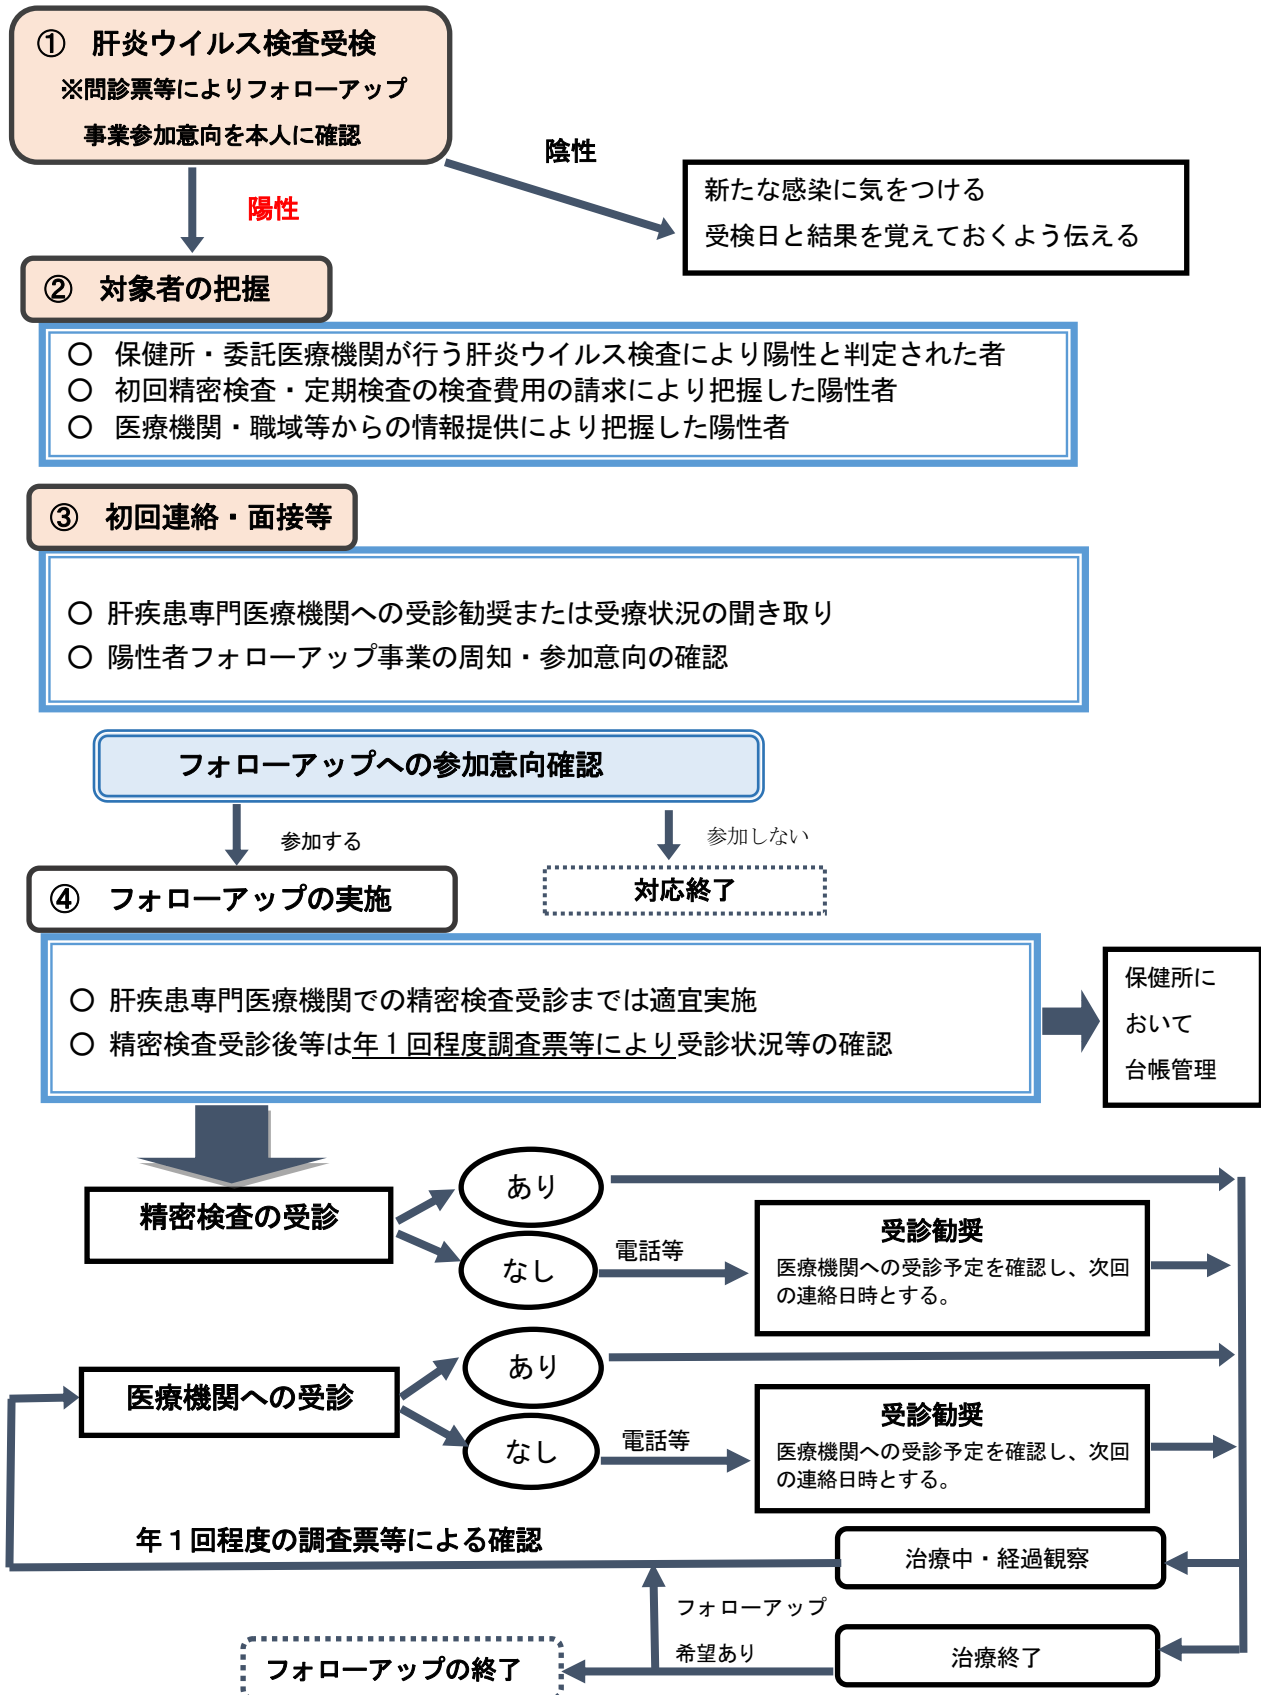 ① 肝炎ウイルス検査受検
※問診票等によりフォローアップ
事業参加意向を本人に確認
陰性
陽性
新たな感染に気をつける
受検日と結果を覚えておくよう伝える
② 対象者の把握
○ 保健所・委託医療機関が行う肝炎ウイルス検査により陽性と判定された者
○ 初回精密検査・定期検査の検査費用の請求により把握した陽性者
○ 医療機関・職域等からの情報提供により把握した陽性者
③ 初回連絡・面接等
○ 肝疾患専門医療機関への受診勧奨または受療状況の聞き取り
○ 陽性者フォローアップ事業の周知・参加意向の確認
フォローアップへの参加意向確認
参加する
参加しない
対応終了
④ フォローアップの実施
○ 肝疾患専門医療機関での精密検査受診までは適宜実施
○ 精密検査受診後等は年１回程度調査票等により受診状況等の確認
保健所に
おいて
台帳管理
精密検査の受診
あり
なし
電話等
受診勧奨
医療機関への受診予定を確認し、次回
の連絡日時とする。
医療機関への受診
あり
なし
電話等
受診勧奨
医療機関への受診予定を確認し、次回
の連絡日時とする。
年１回程度の調査票等による確認
治療中・経過観察
フォローアップ
希望あり
治療終了
フォローアップの終了